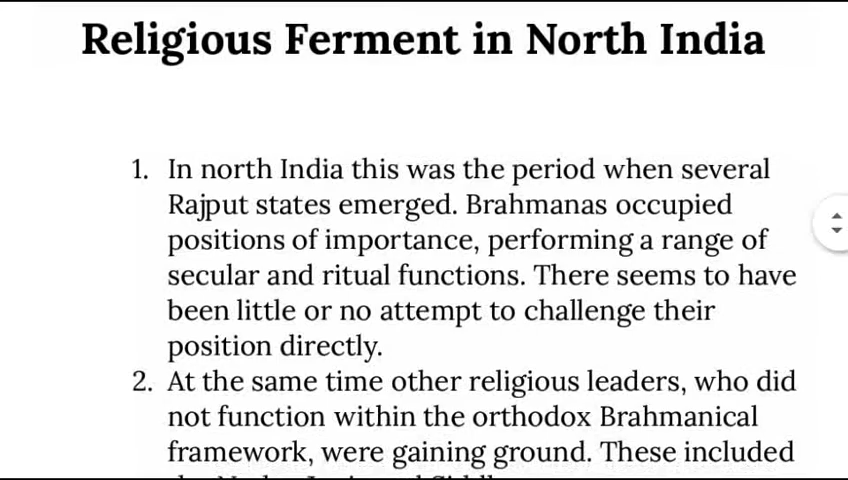 Religious Ferment in North India
1. In north India this was the period when several
Rajput states emerged. Brahmanas occupied
positions of importance, performing a range of
secular and ritual functions. There seems to have
been little or no attempt to challenge their
position directly.
2. At the same time other religious leaders, who did
not function within the orthodox Brahmanical
framework, were gaining ground. These included